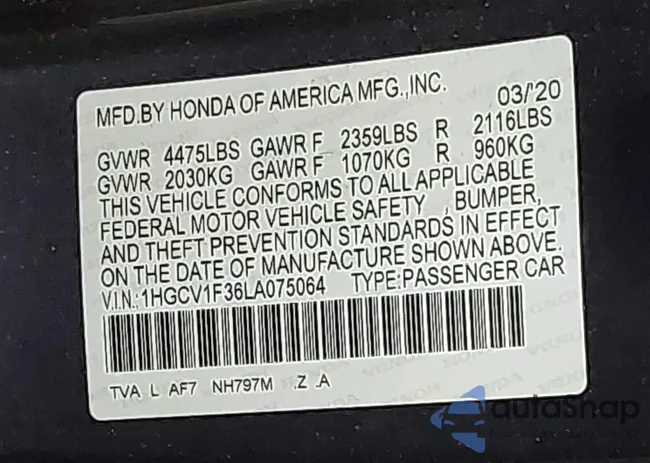 MFD.BY HONDA OF AMERICA MFG.,INC. 03/'20
GVWR 4475LBS GAWR F 2359LBS R 2116LBS
GVWR 2030KG GAWR F 1070KG R 960KG
THIS VEHICLE CONFORMS TO ALL APPLICABLE
FEDERAL MOTOR VEHICLE SAFETY , BUMPER,
AND THEFT PREVENTION STANDARDS IN EFFECT
ON THE DATE OF MANUFACTURE SHOWN ABOVE.
V.I.N.:1HGCV1F36LA075064 TYPE:PASSENGER CAR
TVA L AF7 NH797M .Z .A
autoShap